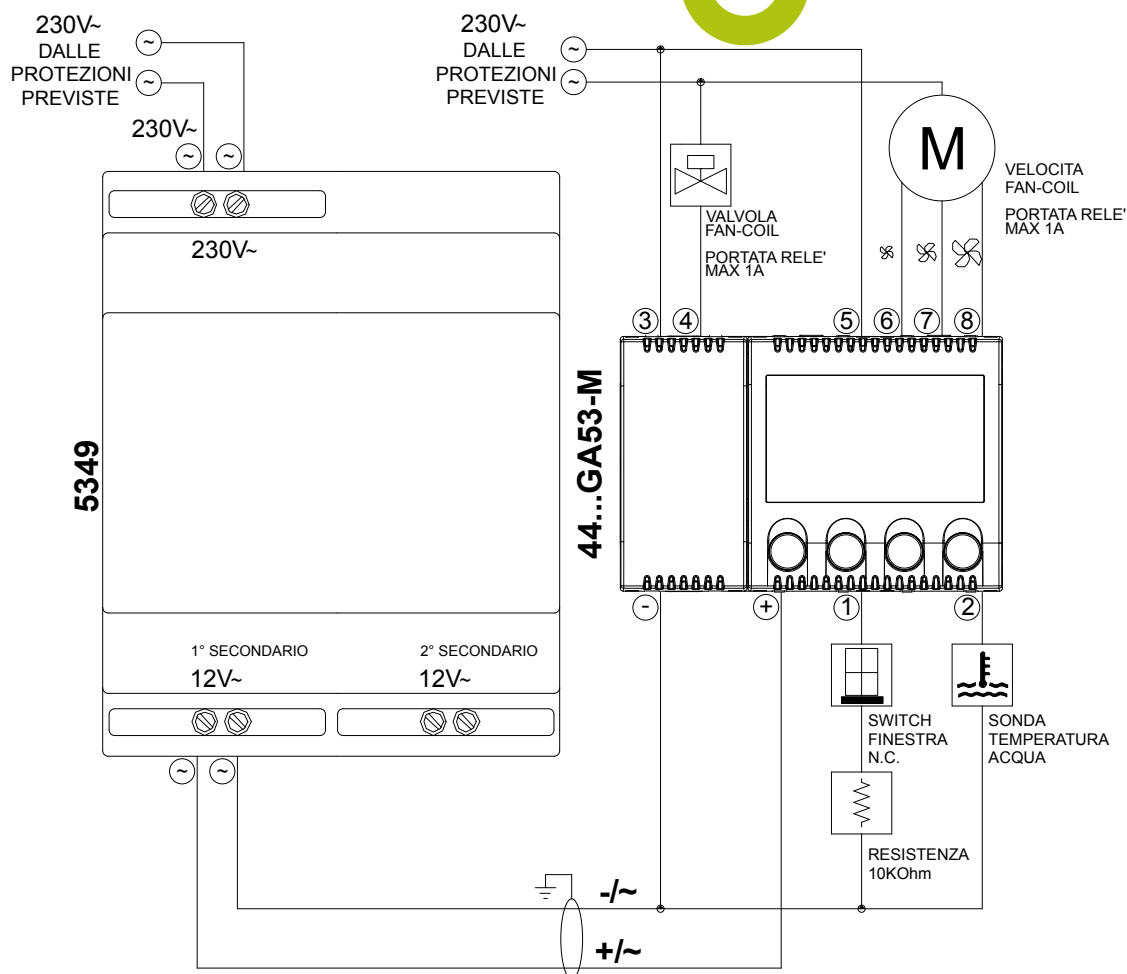 230V~
DALLE
PROTEZIONI
PREVISTE
~
~
230V~
~
~
230V~
5349
1° SECONDARIO
12V~
2° SECONDARIO
12V~
~
~
230V~
DALLE
PROTEZIONI
PREVISTE
~
~
M
VELOCITA
FAN-COIL
PORTATA RELE'
MAX 1A
VALVOLA
FAN-COIL
PORTATA RELE'
MAX 1A
3
4
5
6
7
8
44...GA53-M
-
+
1
2
SWITCH
FINESTRA
N.C.
SONDA
TEMPERATURA
ACQUA
RESISTENZA
10KOhm
-/~
+/~